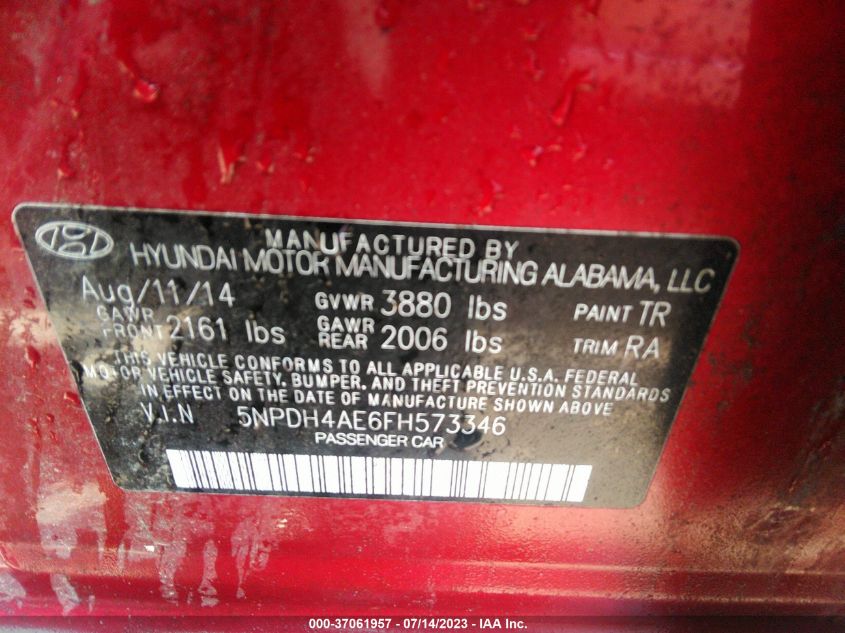 MANUFACTURED BY
HYUNDAI MOTOR MANUFACTURING ALABAMA, LLC
Aug/11/14 GVWR 3880 lbs PAINT TR
GAWR FRONT 2161 lbs GAWR REAR 2006 lbs TRIM RA
THIS VEHICLE CONFORMS TO ALL APPLICABLE U.S.A. FEDERAL
MOTOR VEHICLE SAFETY, BUMPER, AND THEFT PREVENTION STANDARDS
IN EFFECT ON THE DATE OF MANUFACTURE SHOWN ABOVE.
V.I.N 5NPDH4AE6FH573346
PASSENGER CAR
000-37061957 - 07/14/2023 - IAA Inc.